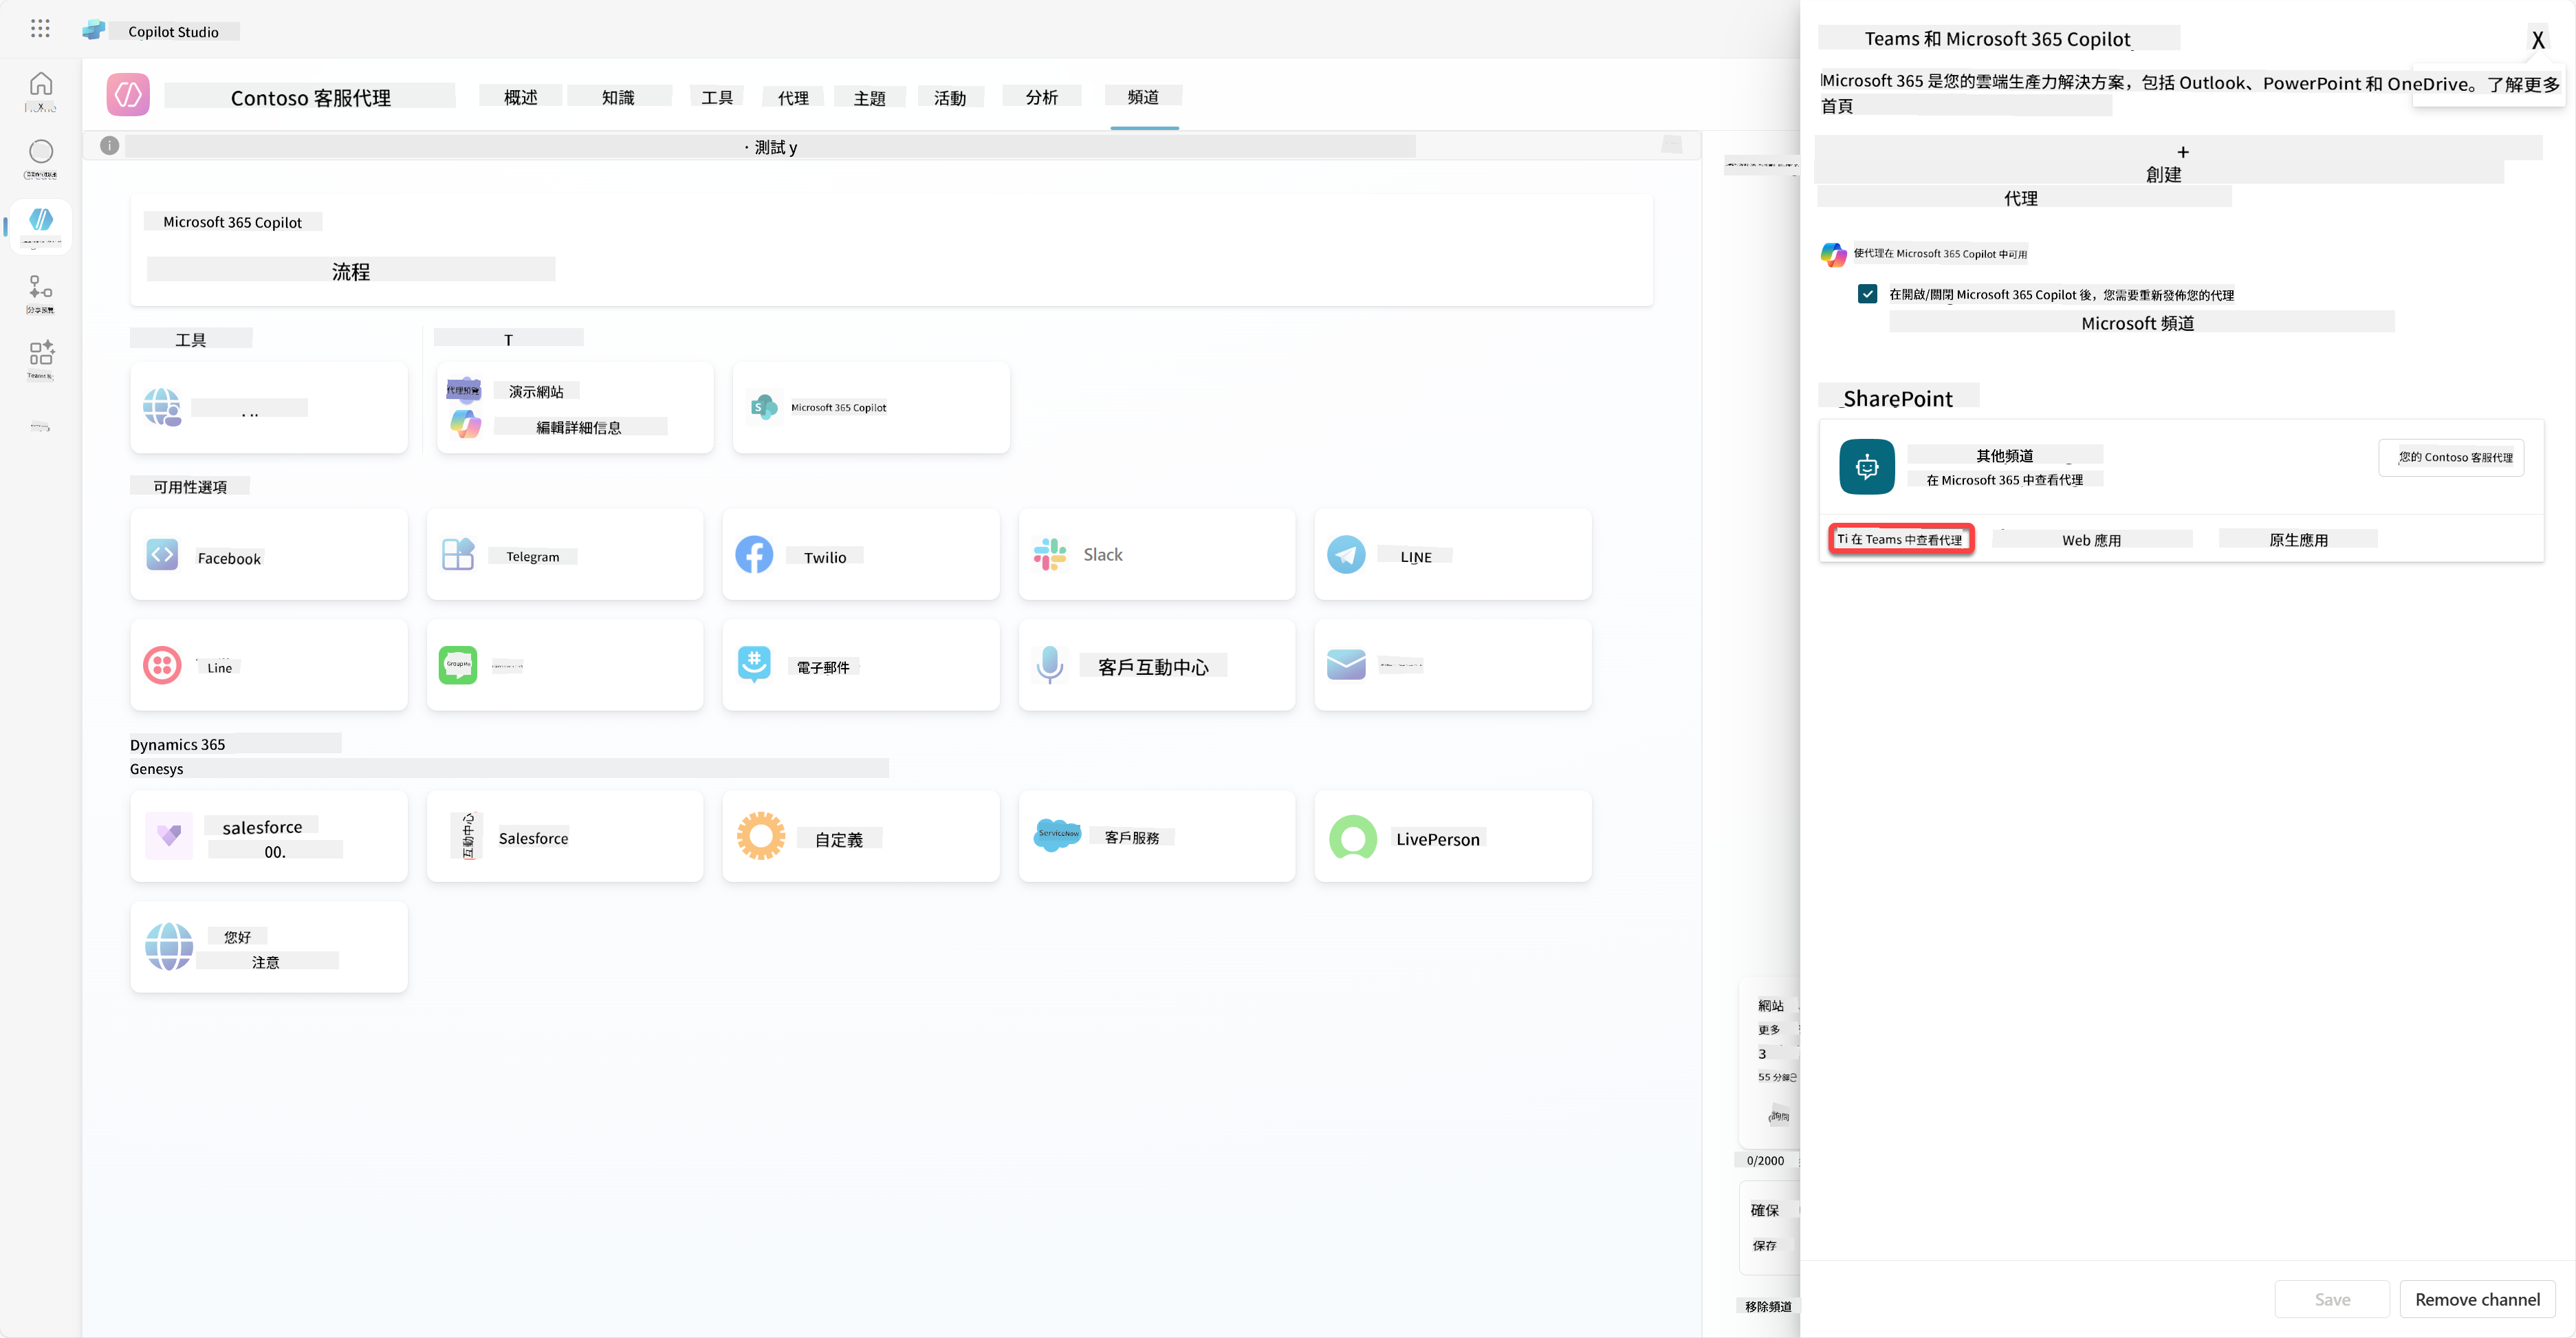 Copilot Studio
Contoso 客服代理
概述
知識
工具
代理
主題
活動
分析
頻道
· 測試 y
Microsoft 365 Copilot
流程
工具
T
演示網站
編輯詳細信息
Microsoft 365 Copilot
可用性選項
Facebook
Telegram
Twilio
Slack
LINE
Line
GroupMe
電子郵件
客戶互動中心
Dynamics 365
Genesys
salesforce
00.
互動中心
Salesforce
自定義
ServiceNow
客戶服務
LivePerson
您好
注意
網站
更多
3
55 分鐘
詢問
0/2000
確保
保存
移除頻道
Teams 和 Microsoft 365 Copilot
X
Microsoft 365 是您的雲端生產力解決方案，包括 Outlook、PowerPoint 和 OneDrive。了解更多
首頁
+
創建
代理
使代理在 Microsoft 365 Copilot 中可用
在開啟/關閉 Microsoft 365 Copilot 後，您需要重新發佈您的代理
Microsoft 頻道
SharePoint
其他頻道
在 Microsoft 365 中查看代理
您的 Contoso 客服代理
Ti 在 Teams 中查看代理
Web 應用
原生應用
Save
Remove channel